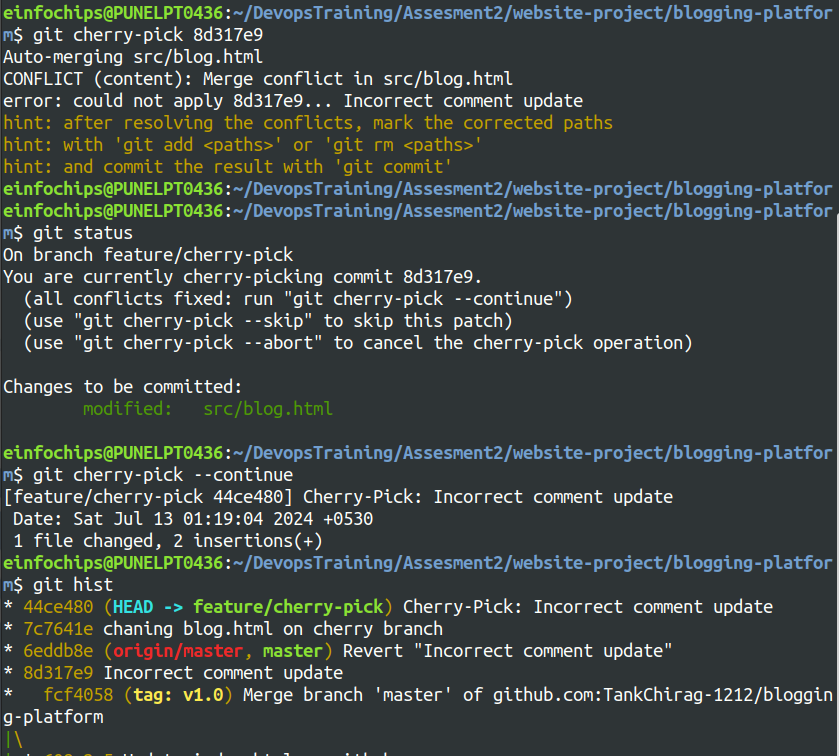 einfochips@PUNELPT0436:~/DevopsTraining/Assesment2/website-project/blogging-platfor
m$ git cherry-pick 8d317e9
Auto-merging src/blog.html
CONFLICT (content): Merge conflict in src/blog.html
error: could not apply 8d317e9... Incorrect comment update
hint: after resolving the conflicts, mark the corrected paths
hint: with 'git add <paths>' or 'git rm <paths>'
hint: and commit the result with 'git commit'
einfochips@PUNELPT0436:~/DevopsTraining/Assesment2/website-project/blogging-platfor
einfochips@PUNELPT0436:~/DevopsTraining/Assesment2/website-project/blogging-platfor
m$ git status
On branch feature/cherry-pick
You are currently cherry-picking commit 8d317e9.
  (all conflicts fixed: run "git cherry-pick --continue")
  (use "git cherry-pick --skip" to skip this patch)
  (use "git cherry-pick --abort" to cancel the cherry-pick operation)

Changes to be committed:
        modified:   src/blog.html

einfochips@PUNELPT0436:~/DevopsTraining/Assesment2/website-project/blogging-platfor
m$ git cherry-pick --continue
[feature/cherry-pick 44ce480] Cherry-Pick: Incorrect comment update
 Date: Sat Jul 13 01:19:04 2024 +0530
 1 file changed, 2 insertions(+)
einfochips@PUNELPT0436:~/DevopsTraining/Assesment2/website-project/blogging-platfor
m$ git hist
* 44ce480 (HEAD -> feature/cherry-pick) Cherry-Pick: Incorrect comment update
* 7c7641e chaning blog.html on cherry branch
* 6eddb8e (origin/master, master) Revert "Incorrect comment update"
* 8d317e9 Incorrect comment update
*   fcf4058 (tag: v1.0) Merge branch 'master' of github.com:TankChirag-1212/bloggin
g-platform
|\